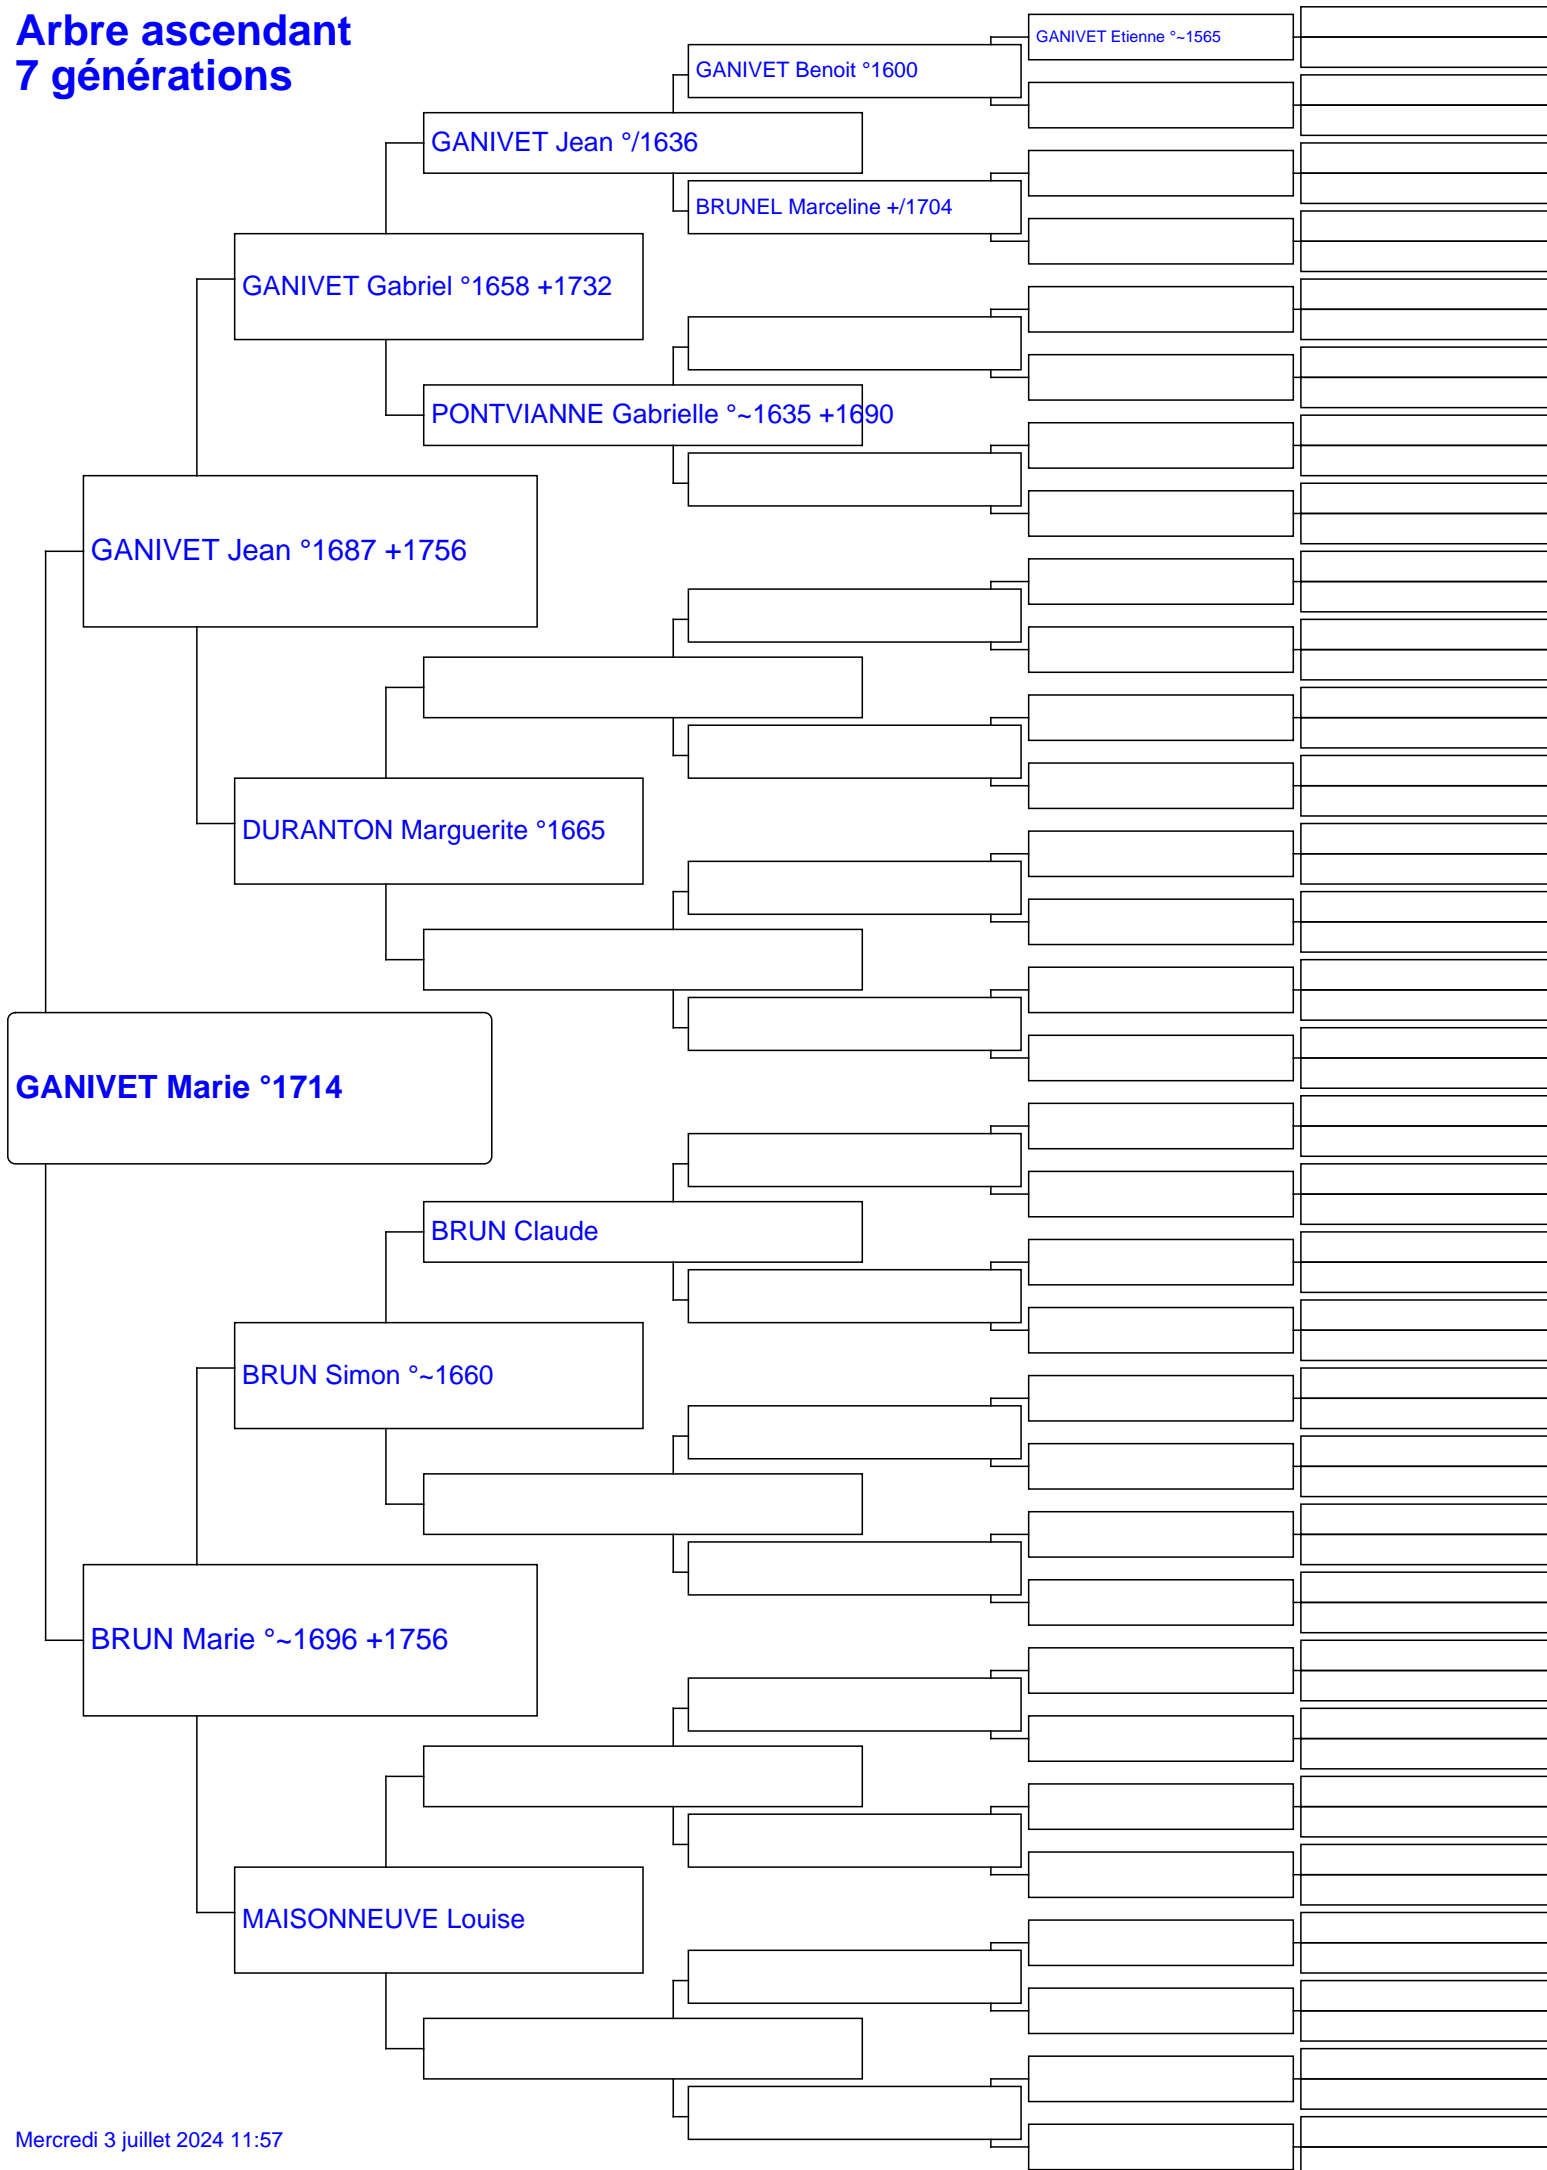 Arbre ascendant
7 générations
GANIVET Etienne °~1565
GANIVET Benoit °1600
GANIVET Jean °/1636
BRUNEL Marceline +/1704
GANIVET Gabriel °1658 +1732
PONTVIANNE Gabrielle °~1635 +1690
GANIVET Jean °1687 +1756
DURANTON Marguerite °1665
GANIVET Marie °1714
BRUN Claude
BRUN Simon °~1660
BRUN Marie °~1696 +1756
MAISONNEUVE Louise
Mercredi 3 juillet 2024 11:57